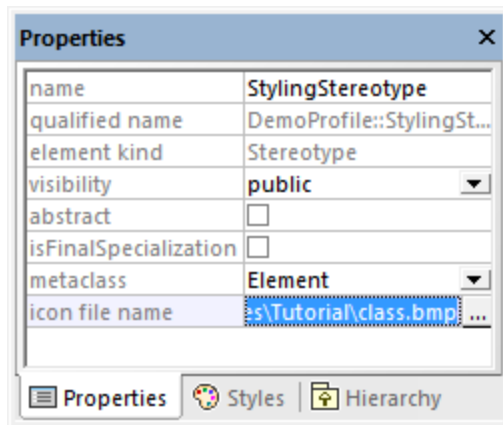 Properties
name StylingStereotype
qualified name DemoProfile::StylingSt...
element kind Stereotype
visibility public
abstract
isFinalSpecialization
metaclass Element
icon file name s\Tutorial\class.bmp ...
Properties Styles Hierarchy